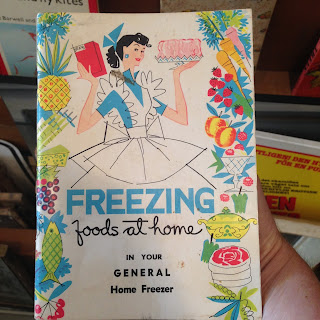 FREEZING
foods at home
IN YOUR
GENERAL
Home Freezer